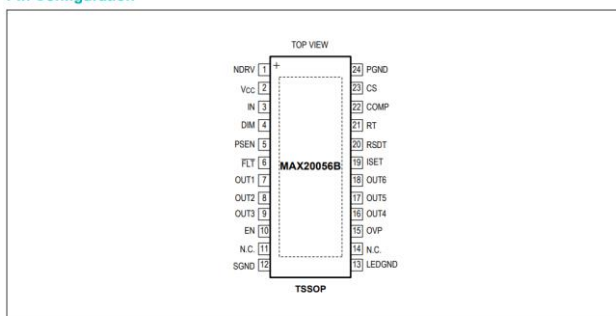 Pin Configuration
TOP VIEW
+
NDRV 1
VCC 2
IN 3
DIM 4
PSEN 5
FLT 6
OUT1 7
OUT2 8
OUT3 9
EN 10
N.C. 11
SGND 12
MAX20056B
24 PGND
23 CS
22 COMP
21 RT
20 RSDT
19 ISET
18 OUT6
17 OUT5
16 OUT4
15 OVP
14 N.C.
13 LEDGND
TSSOP